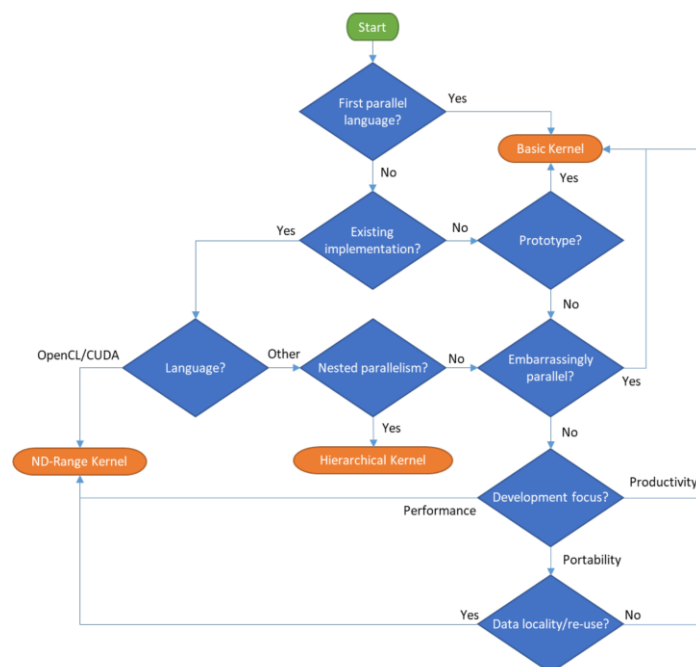 Start
First parallel
language?
Yes
Basic Kernel
No
Yes
Existing
implementation?
No
Prototype?
Yes
No
OpenCL/CUDA
Language?
Other
Nested parallelism?
No
Embarrassingly
parallel?
Yes
Yes
No
ND-Range Kernel
Hierarchical Kernel
Performance
Development focus?
Productivity
Portability
Yes
Data locality/re-use?
No